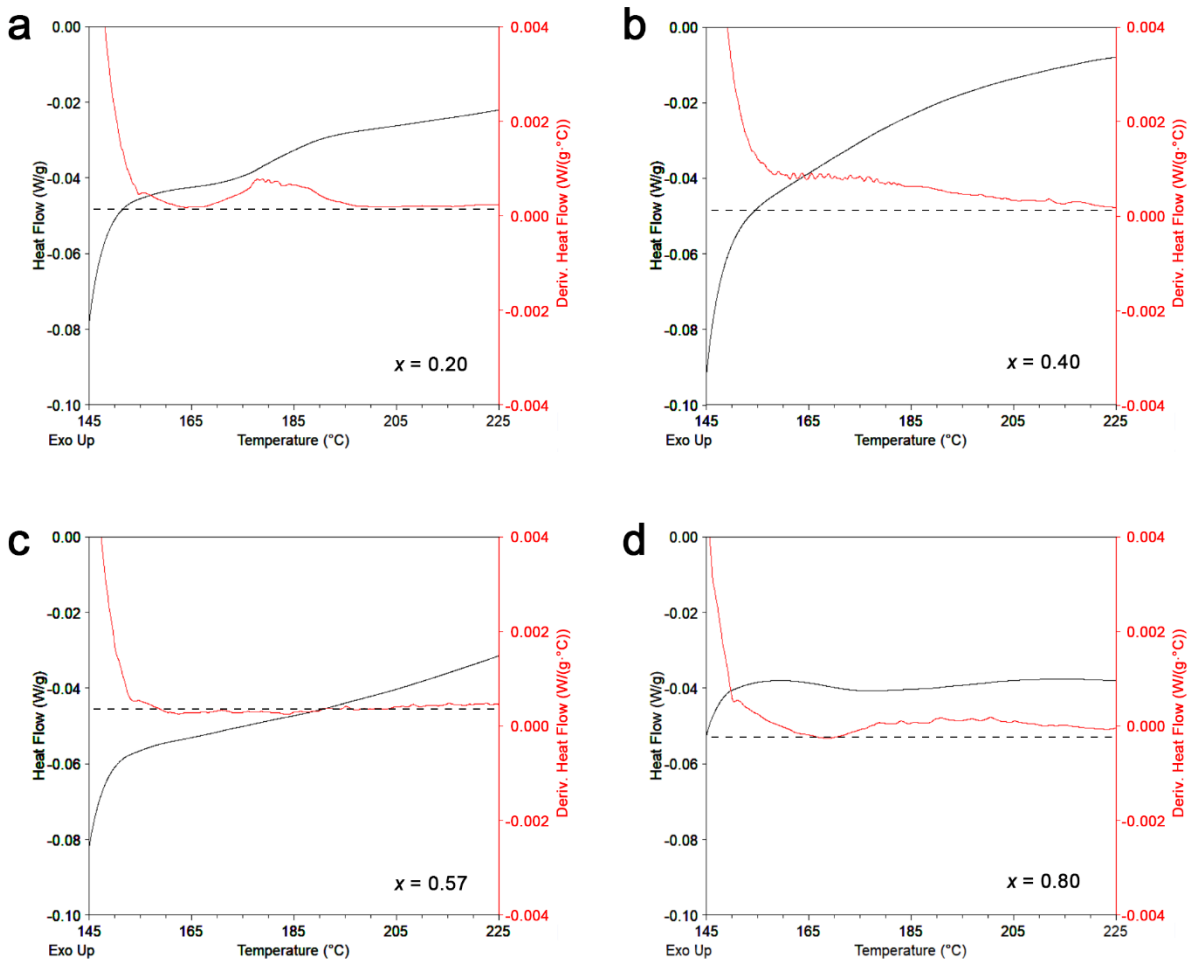 a
0.00
-0.02
-0.04
-0.06
-0.08
-0.10
Heat Flow (W/g)
0.004
0.002
0.000
-0.002
-0.004
Deriv. Heat Flow (W/(g·°C))
x = 0.20
145 165 185 205 225
Exo Up Temperature (°C)
b
0.00
-0.02
-0.04
-0.06
-0.08
-0.10
Heat Flow (W/g)
0.004
0.002
0.000
-0.002
-0.004
Deriv. Heat Flow (W/(g·°C))
x = 0.40
145 165 185 205 225
Exo Up Temperature (°C)
c
0.00
-0.02
-0.04
-0.06
-0.08
-0.10
Heat Flow (W/g)
0.004
0.002
0.000
-0.002
-0.004
Deriv. Heat Flow (W/(g·°C))
x = 0.57
145 165 185 205 225
Exo Up Temperature (°C)
d
0.00
-0.02
-0.04
-0.06
-0.08
-0.10
Heat Flow (W/g)
0.004
0.002
0.000
-0.002
-0.004
Deriv. Heat Flow (W/(g·°C))
x = 0.80
145 165 185 205 225
Exo Up Temperature (°C)